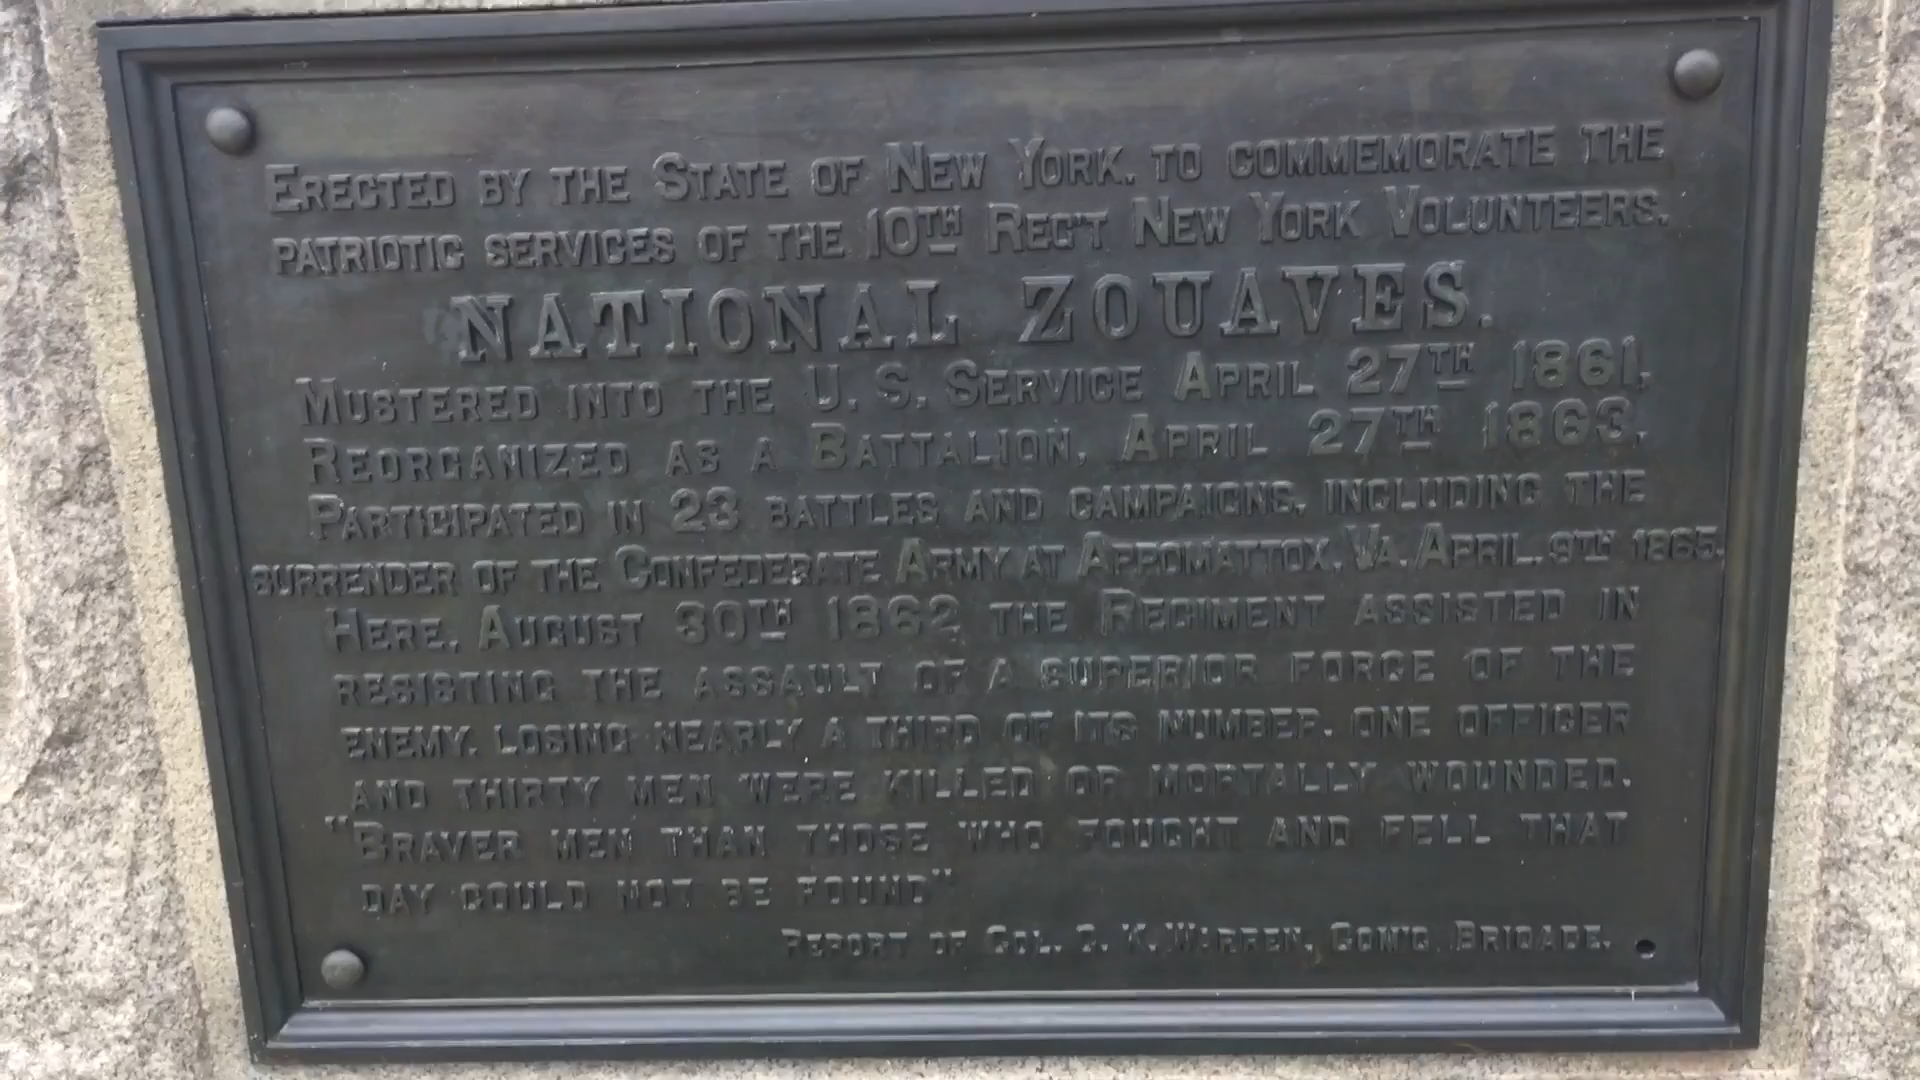 ERECTED BY THE STATE OF NEW YORK, TO COMMEMORATE THE
PATRIOTIC SERVICES OF THE 10TH REG'T NEW YORK VOLUNTEERS,
NATIONAL ZOUAVES.
MUSTERED INTO THE U. S. SERVICE APRIL 27TH 1861,
REORGANIZED AS A BATTALION, APRIL 27TH 1863,
PARTICIPATED IN 23 BATTLES AND CAMPAIGNS, INCLUDING THE
SURRENDER OF THE CONFEDERATE ARMY AT APPOMATTOX, VA. APRIL. 9TH 1865.
HERE, AUGUST 30TH 1862 THE REGIMENT ASSISTED IN
RESISTING THE ASSAULT OF A SUPERIOR FORCE OF THE
ENEMY, LOSING NEARLY A THIRD OF ITS NUMBER. ONE OFFICER
AND THIRTY MEN WERE KILLED OR MORTALLY WOUNDED.
"BRAVER MEN THAN THOSE WHO FOUGHT AND FELL THAT
DAY COULD NOT BE FOUND"
REPORT OF COL. G. K. WARREN, COM'G. BRIGADE.